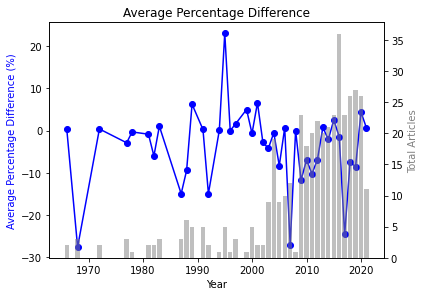 Average Percentage Difference
Average Percentage Difference (%)
20
10
0
−10
−20
−30
35
30
25
20
15
10
5
0
Total Articles
1970 1980 1990 2000 2010 2020
Year